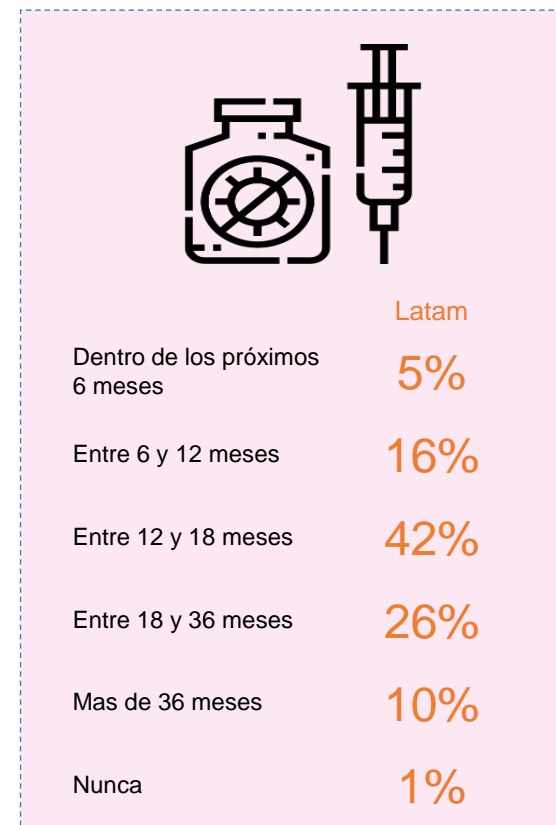 Latam
Dentro de los próximos
6 meses
5%
Entre 6 y 12 meses 16%
Entre 12 y 18 meses 42%
Entre 18 y 36 meses 26%
Mas de 36 meses 10%
Nunca 1%